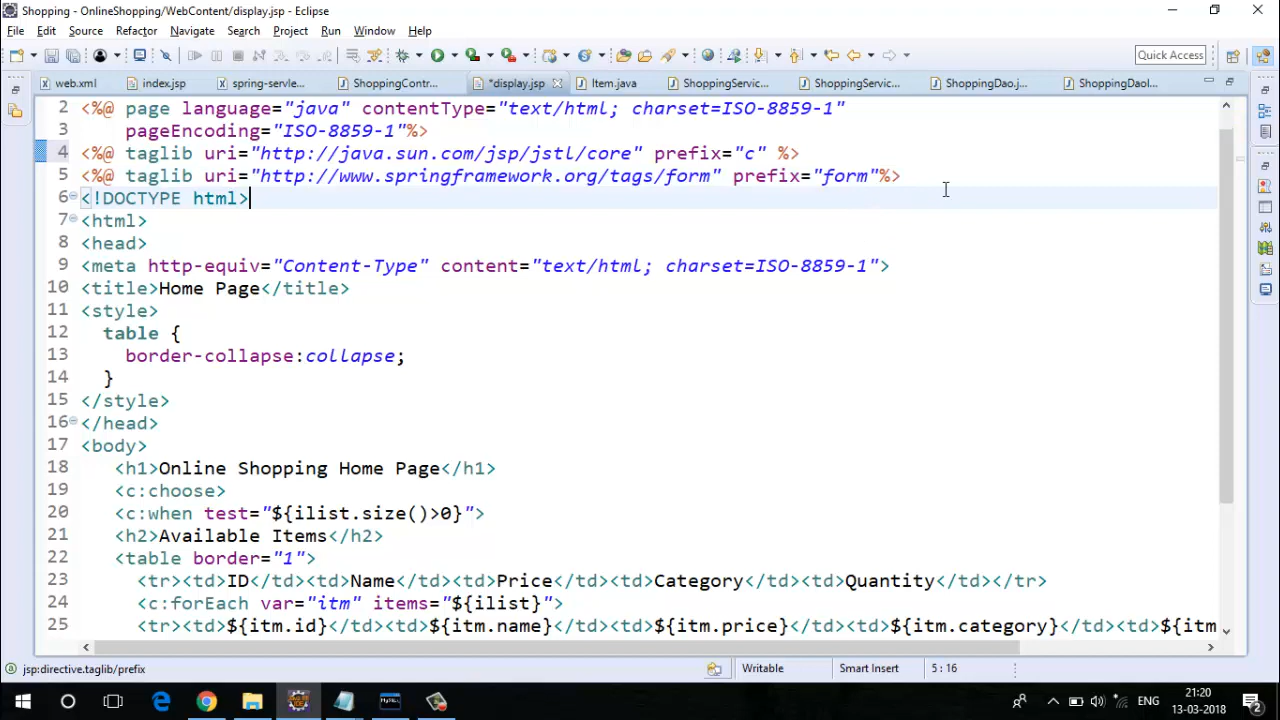 Shopping - OnlineShopping/WebContent/display.jsp - Eclipse
File Edit Source Refactor Navigate Search Project Run Window Help
Quick Access
web.xml index.jsp spring-servle... ShoppingContr... *display.jsp Item.java ShoppingServic... ShoppingServic... ShoppingDao.j... ShoppingDaoI...
2 <%@ page language="java" contentType="text/html; charset=ISO-8859-1"
3 pageEncoding="ISO-8859-1"%>
4 <%@ taglib uri="http://java.sun.com/jsp/jstl/core" prefix="c" %>
5 <%@ taglib uri="http://www.springframework.org/tags/form" prefix="form"%>
6 <!DOCTYPE html>
7 <html>
8 <head>
9 <meta http-equiv="Content-Type" content="text/html; charset=ISO-8859-1">
10 <title>Home Page</title>
11 <style>
12 table {
13 border-collapse:collapse;
14 }
15 </style>
16 </head>
17 <body>
18 <h1>Online Shopping Home Page</h1>
19 <c:choose>
20 <c:when test="${ilist.size()>0}">
21 <h2>Available Items</h2>
22 <table border="1">
23 <tr><td>ID</td><td>Name</td><td>Price</td><td>Category</td><td>Quantity</td></tr>
24 <c:forEach var="itm" items="${ilist}">
25 <tr><td>${itm.id}</td><td>${itm.name}</td><td>${itm.price}</td><td>${itm.category}</td><td>${itm
jsp:directive.taglib/prefix Writable Smart Insert 5 : 16
ENG 21:20
13-03-2018 2